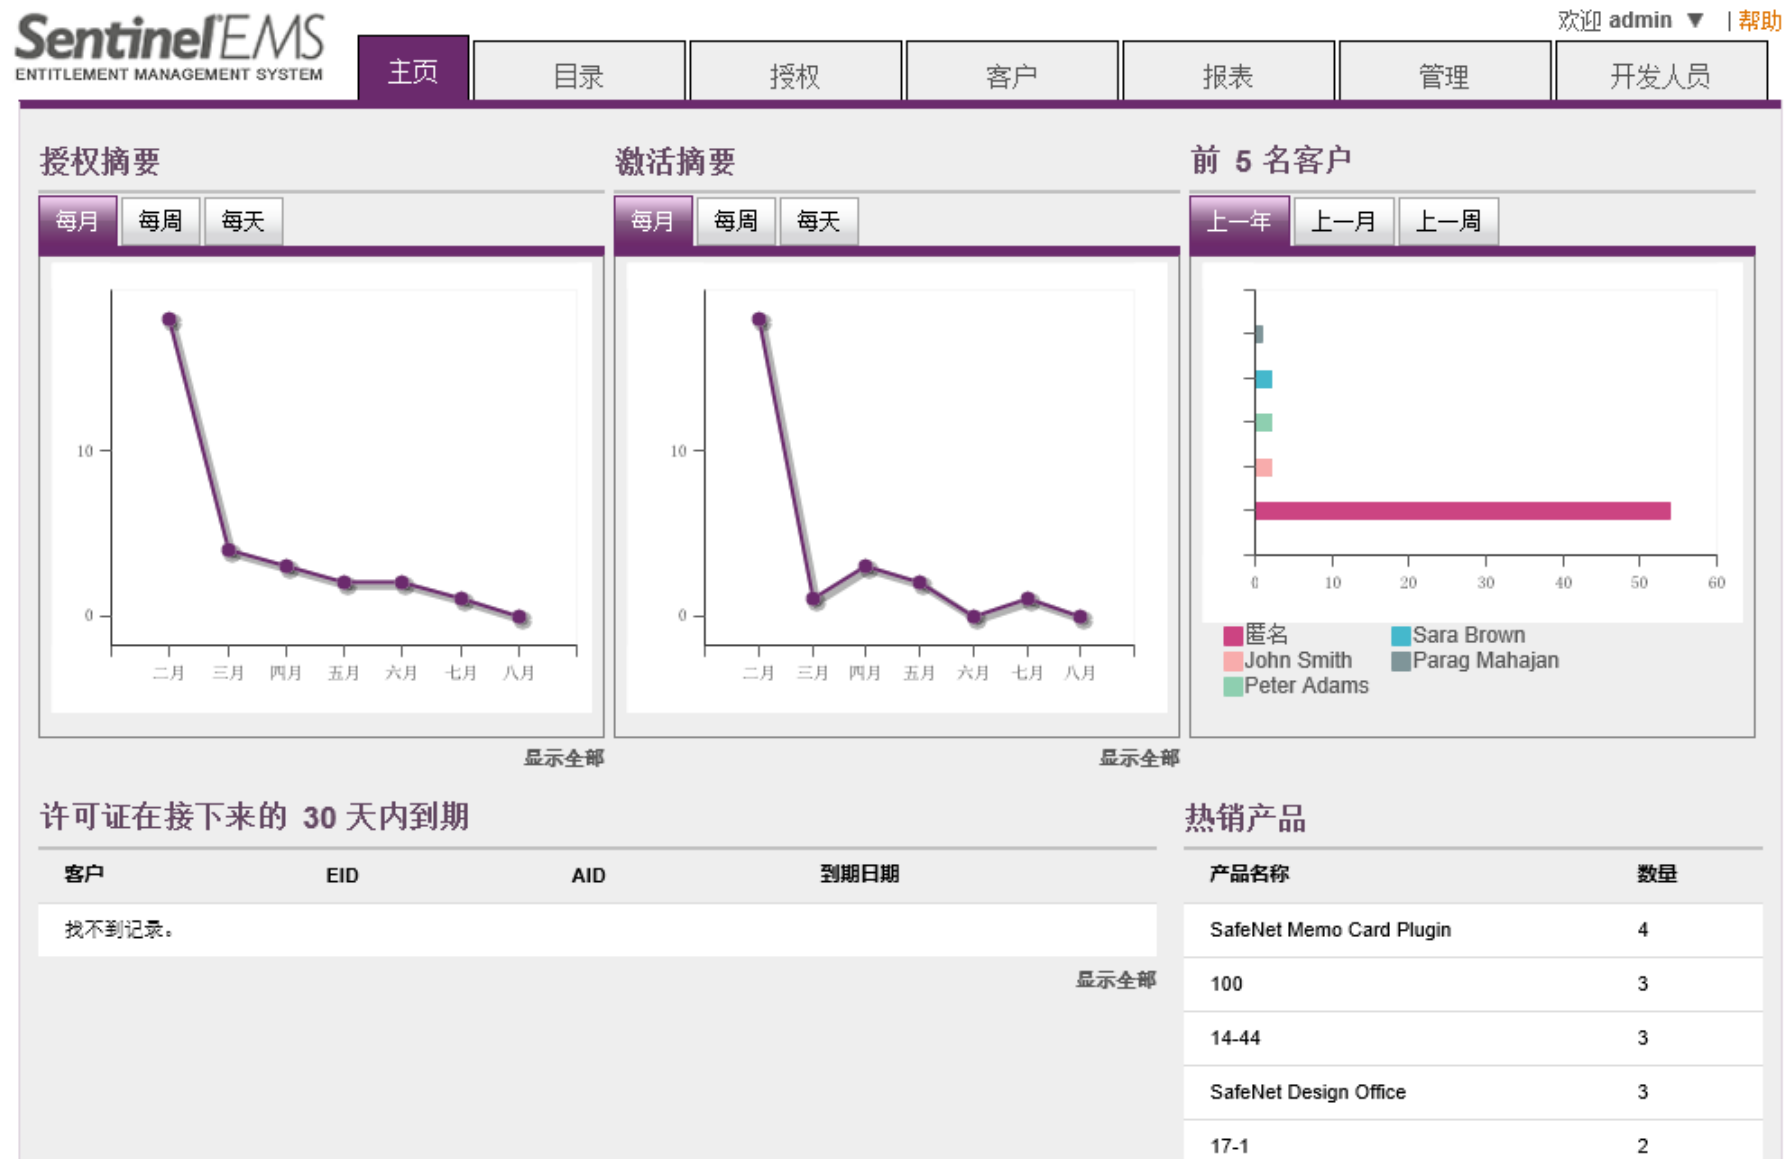 Sentinel EMS
ENTITLEMENT MANAGEMENT SYSTEM
欢迎 admin ▼ | 帮助
主页 目录 授权 客户 报表 管理 开发人员
授权摘要
每月 每周 每天
10
0
二月 三月 四月 五月 六月 七月 八月
显示全部
激活摘要
每月 每周 每天
10
0
二月 三月 四月 五月 六月 七月 八月
显示全部
前 5 名客户
上一年 上一月 上一周
0 10 20 30 40 50 60
匿名 Sara Brown
John Smith Parag Mahajan
Peter Adams
许可证在接下来的 30 天内到期
客户 EID AID 到期日期
找不到记录。
显示全部
热销产品
产品名称 数量
SafeNet Memo Card Plugin 4
100 3
14-44 3
SafeNet Design Office 3
17-1 2